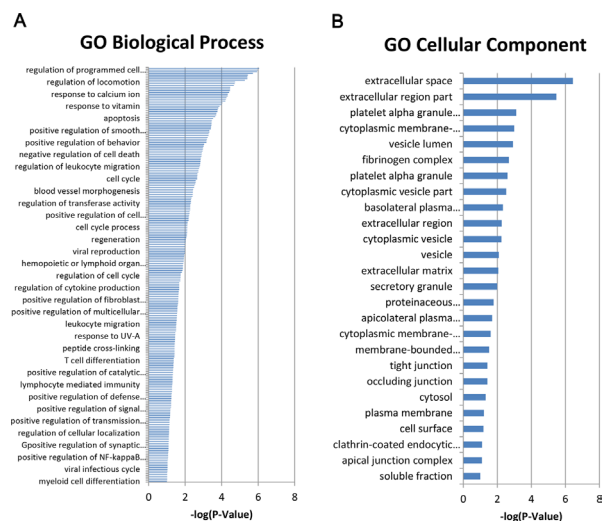 A
GO Biological Process
regulation of programmed cell...
regulation of locomotion
response to calcium ion
response to vitamin
apoptosis
positive regulation of smooth...
positive regulation of behavior
negative regulation of cell death
regulation of leukocyte migration
cell cycle
blood vessel morphogenesis
regulation of transferase activity
positive regulation of cell...
cell cycle process
regeneration
viral reproduction
hemopoietic or lymphoid organ...
regulation of cell cycle
regulation of cytokine production
positive regulation of fibroblast...
positive regulation of multicellular...
leukocyte migration
response to UV-A
peptide cross-linking
T cell differentiation
positive regulation of catalytic...
lymphocyte mediated immunity
positive regulation of defense...
positive regulation of signal...
positive regulation of transmission...
regulation of cellular localization
Gpositive regulation of synaptic...
positive regulation of NF-kappaB...
viral infectious cycle
myeloid cell differentiation
0 2 4 6 8
-log(P-Value)
B
GO Cellular Component
extracellular space
extracellular region part
platelet alpha granule...
cytoplasmic membrane-...
vesicle lumen
fibrinogen complex
platelet alpha granule
cytoplasmic vesicle part
basolateral plasma...
extracellular region
cytoplasmic vesicle
vesicle
extracellular matrix
secretory granule
proteinaceous...
apicolateral plasma...
cytoplasmic membrane-...
membrane-bounded...
tight junction
occluding junction
cytosol
plasma membrane
cell surface
clathrin-coated endocytic...
apical junction complex
soluble fraction
0 2 4 6 8
-log(P-Value)